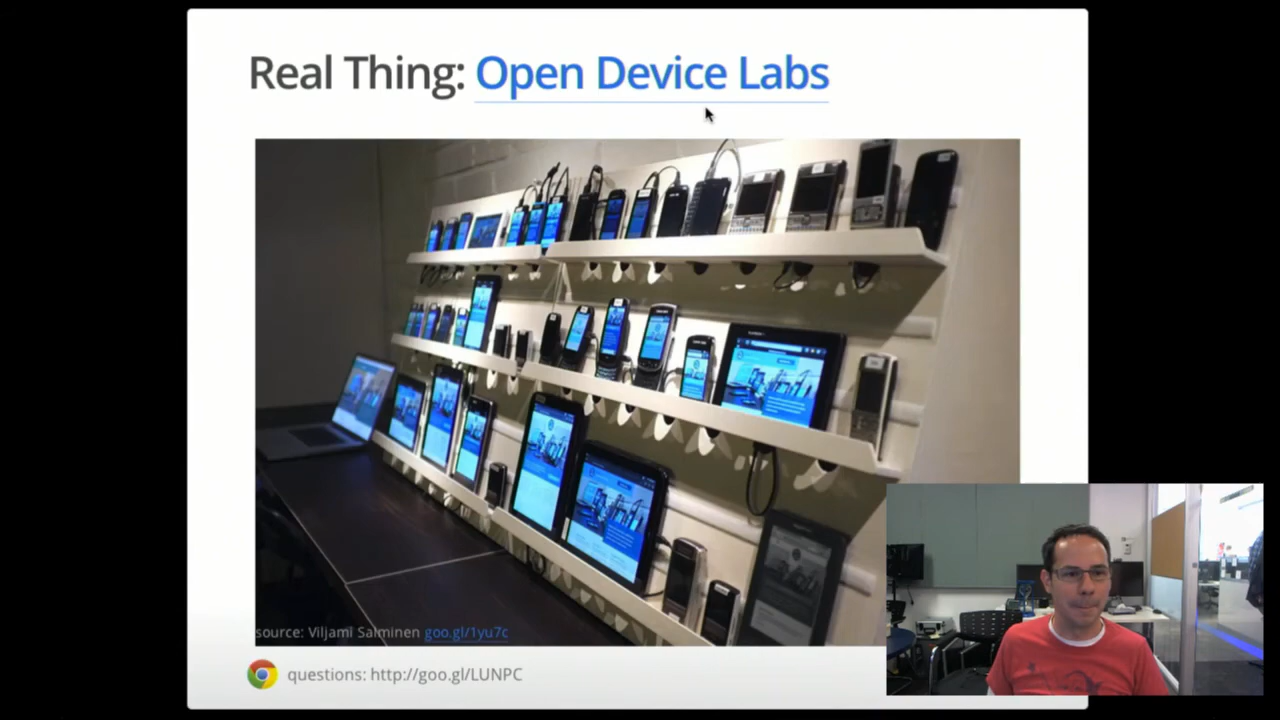 Real Thing: Open Device Labs
source: Viljami Salminen goo.gl/1yu7c
questions: http://goo.gl/LUNPC